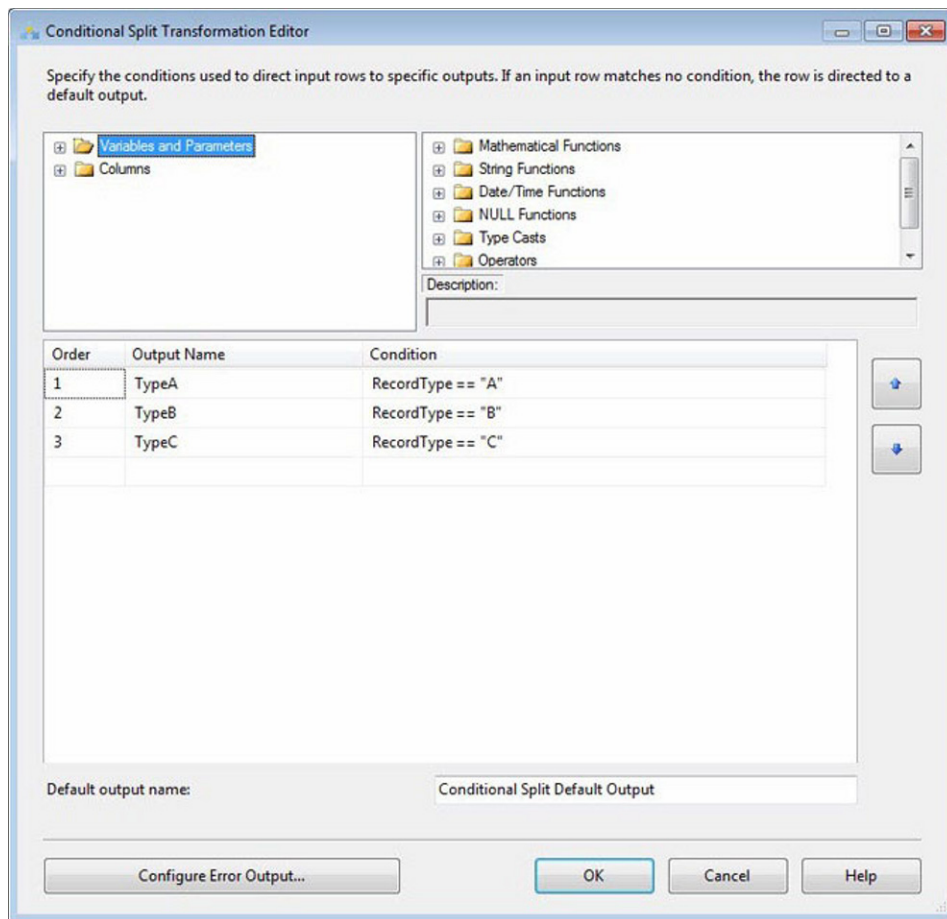 Conditional Split Transformation Editor
Specify the conditions used to direct input rows to specific outputs. If an input row matches no condition, the row is directed to a
default output.
Variables and Parameters
Columns
Mathematical Functions
String Functions
Date/Time Functions
NULL Functions
Type Casts
Operators
Description:
Order Output Name Condition
1 TypeA RecordType == "A"
2 TypeB RecordType == "B"
3 TypeC RecordType == "C"
Default output name: Conditional Split Default Output
Configure Error Output... OK Cancel Help